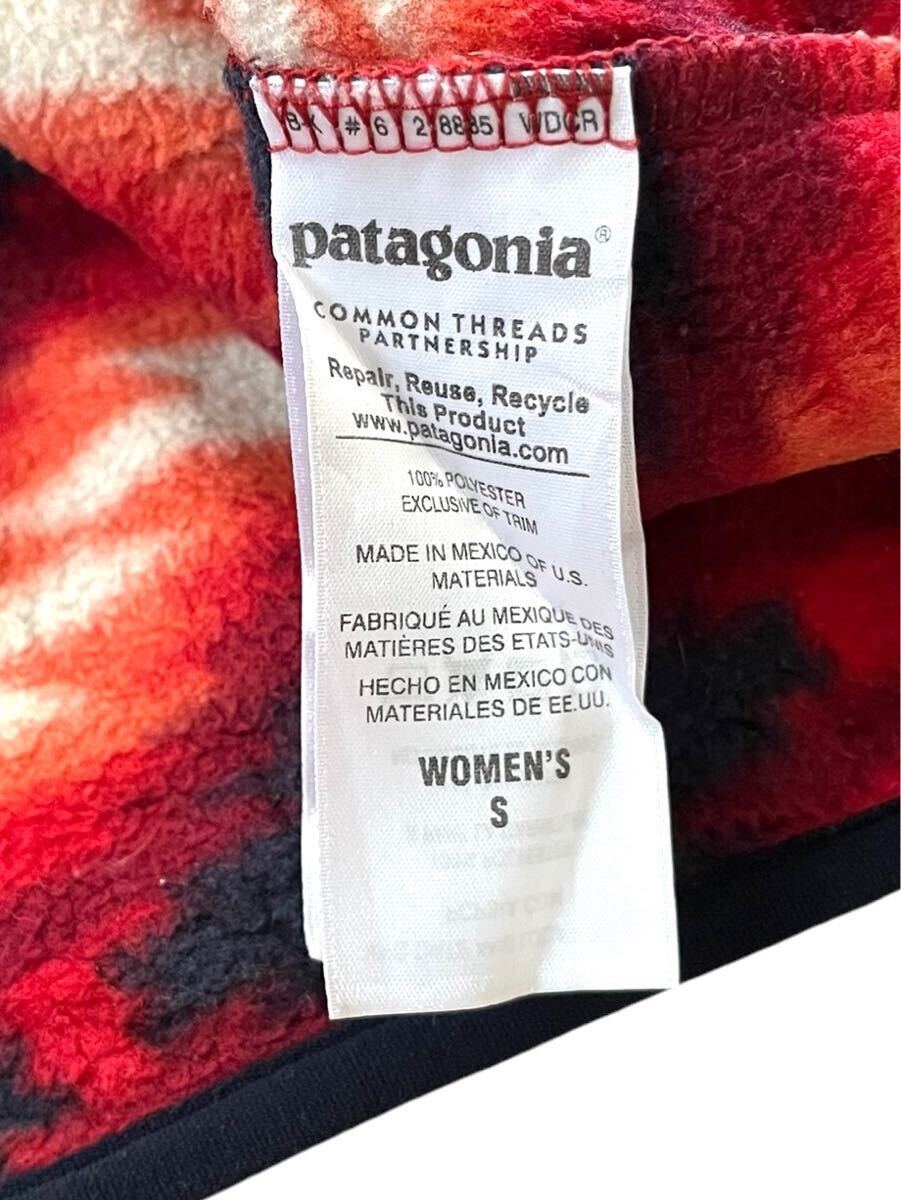 # 6 2 8885 WDCR
patagonia®
COMMON THREADS
PARTNERSHIP
Repair, Reuse, Recycle
This Product
www.patagonia.com
100% POLYESTER
EXCLUSIVE OF TRIM
MADE IN MEXICO OF U.S.
MATERIALS
FABRIQUÉ AU MEXIQUE DES
MATIÈRES DES ETATS-UNIS
HECHO EN MEXICO CON
MATERIALES DE EE.UU.
WOMEN'S
S